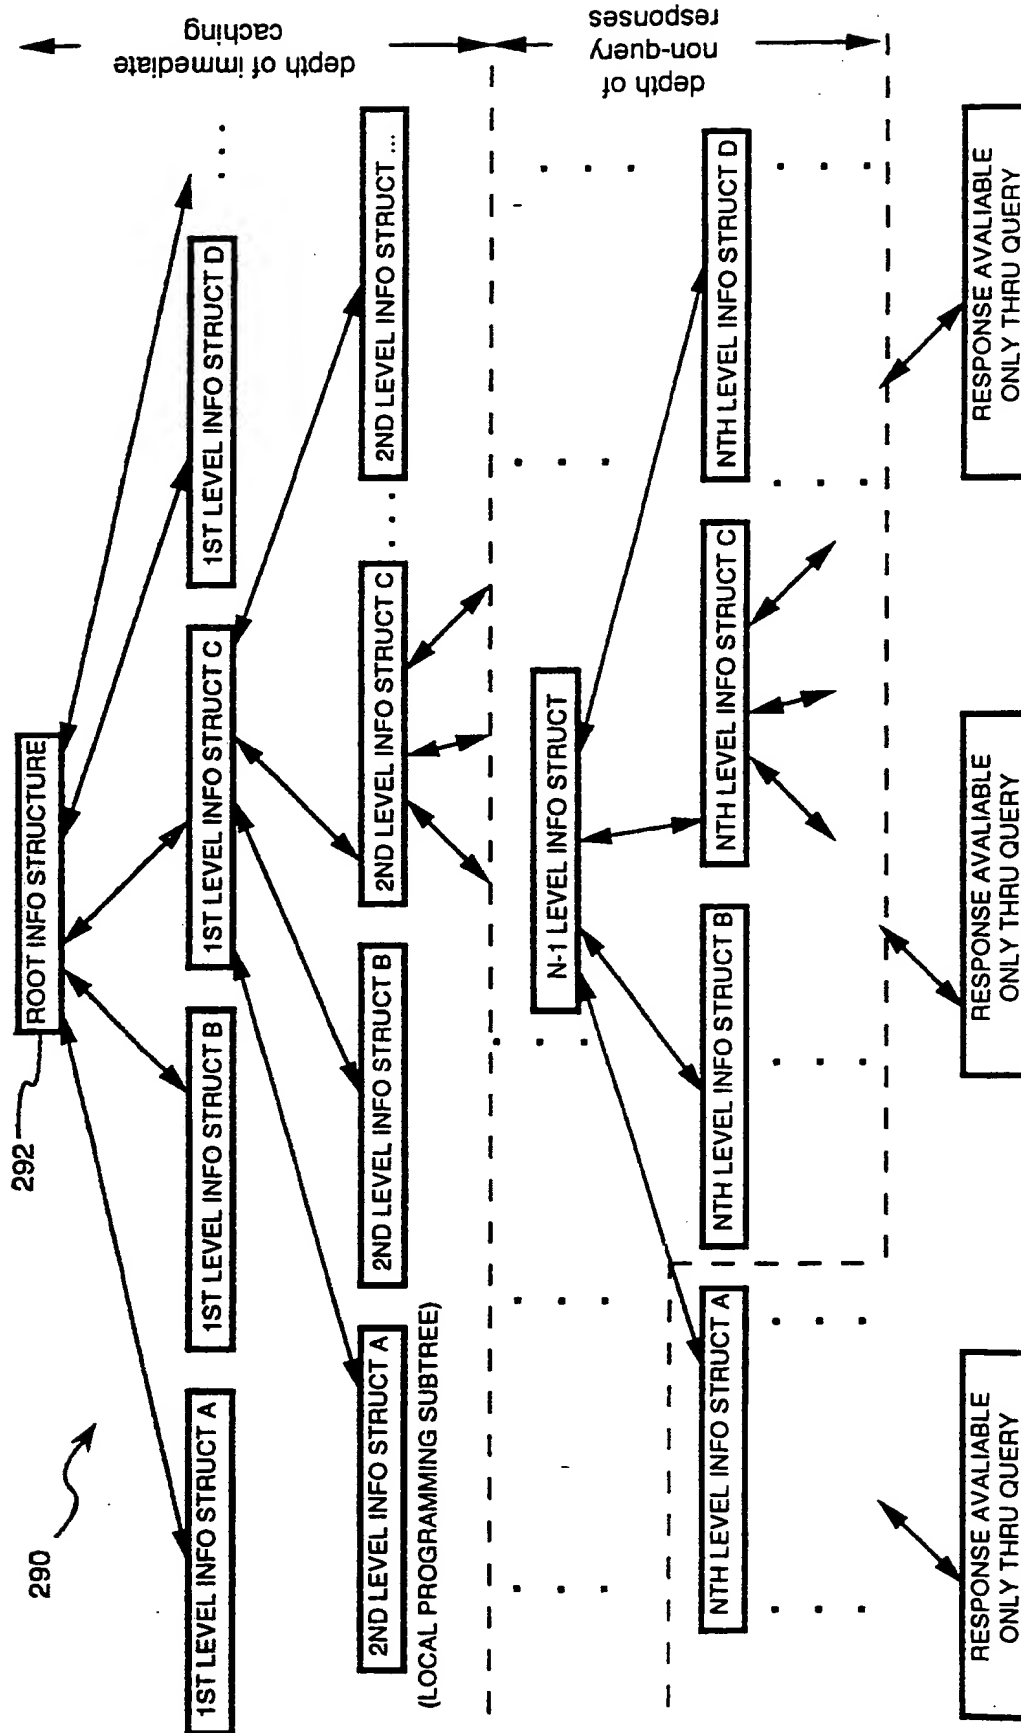 290
292
ROOT INFO STRUCTURE
1ST LEVEL INFO STRUCT A
1ST LEVEL INFO STRUCT B
1ST LEVEL INFO STRUCT C
1ST LEVEL INFO STRUCT D
. . .
2ND LEVEL INFO STRUCT A
(LOCAL PROGRAMMING SUBTREE)
2ND LEVEL INFO STRUCT B
2ND LEVEL INFO STRUCT C
. . .
2ND LEVEL INFO STRUCT ...
depth of immediate
caching
N-1 LEVEL INFO STRUCT
NTH LEVEL INFO STRUCT A
NTH LEVEL INFO STRUCT B
NTH LEVEL INFO STRUCT C
NTH LEVEL INFO STRUCT D
depth of
non-query
responses
RESPONSE AVALIABLE
ONLY THRU QUERY
RESPONSE AVALIABLE
ONLY THRU QUERY
RESPONSE AVALIABLE
ONLY THRU QUERY